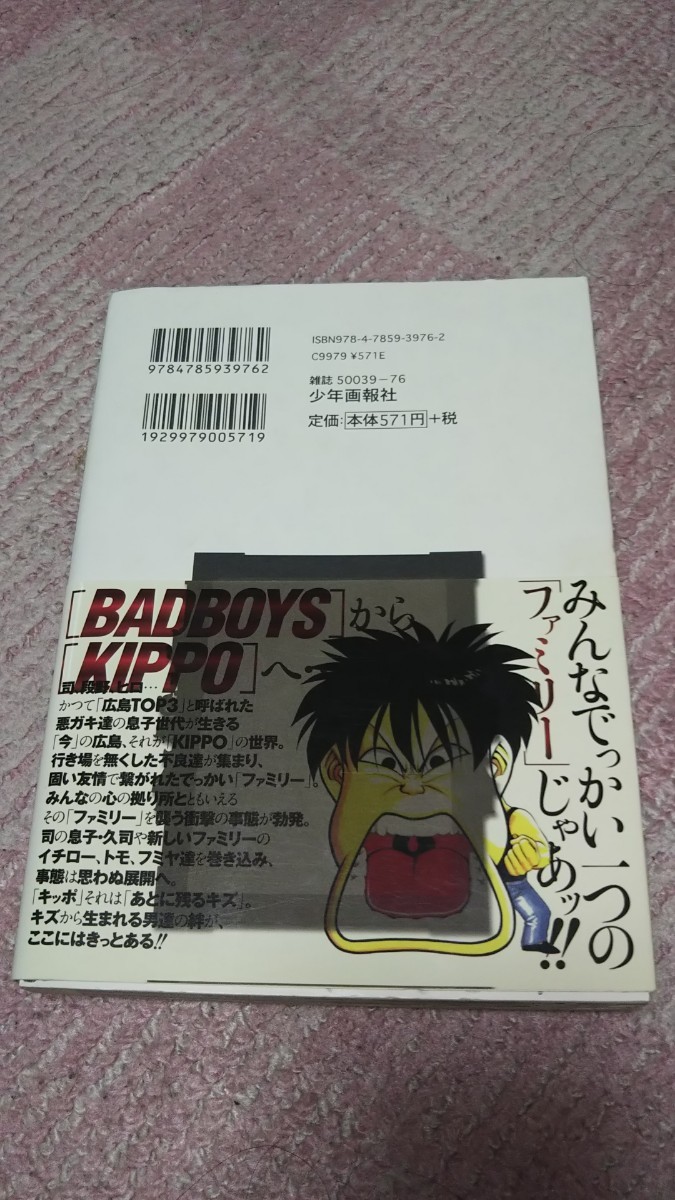 9784785939762
1929979005719
ISBN978-4-7859-3976-2
C9979 ¥571E
雑誌 50039-76
少年画報社
定価:本体571円+税
みんなでっかい一つの
「ファミリー」じゃあッ!!
[BADBOYS]から
[KIPPO]へ…
司、段野、ヒロ…
かつて「広島TOP3」と呼ばれた
悪ガキ達の息子世代が生きる
「今」の広島、それが「KIPPO」の世界。
行き場を無くした不良達が集まり、
固い友情で繋がれたでっかい「ファミリー」。
みんなの心の拠り所とともいえる
その「ファミリー」を襲う衝撃の事態が勃発。
司の息子・久司や新しいファミリーの
イチロー、トモ、フミヤ達を巻き込み、
事態は思わぬ展開へ。
「キッポ」それは「あとに残るキズ」。
キズから生まれる男達の絆が、
ここにはきっとある!!